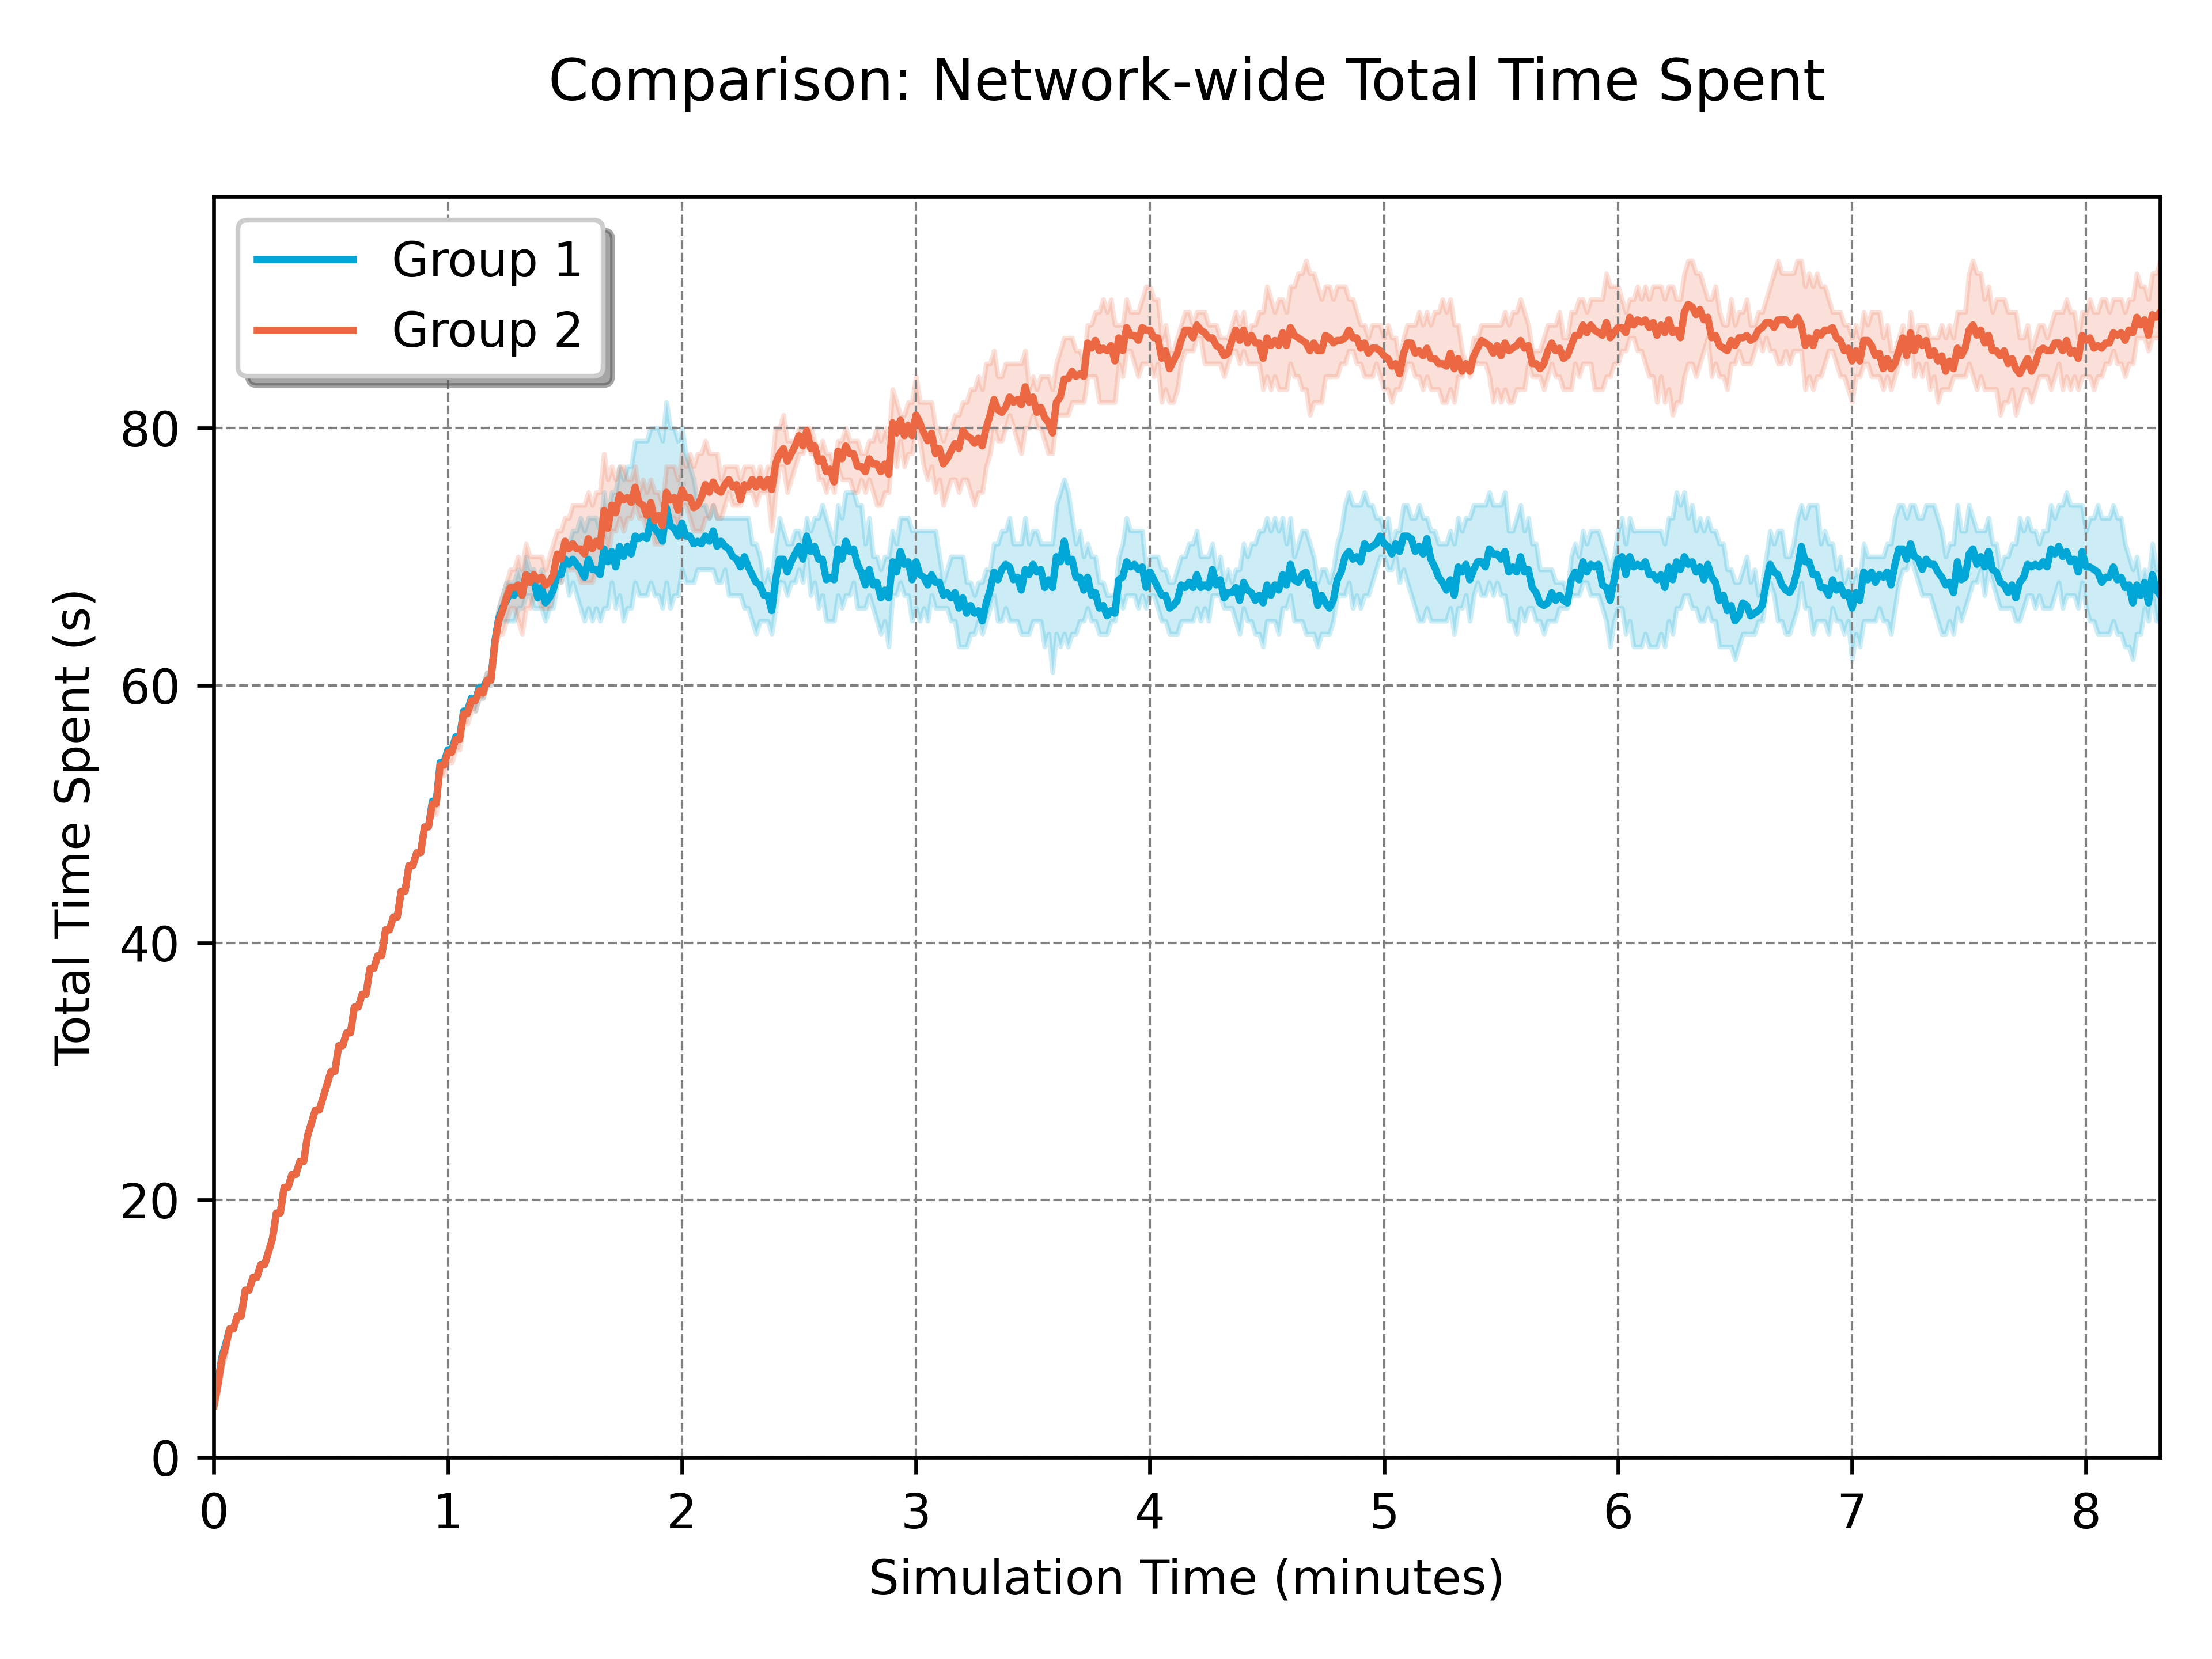 Comparison: Network-wide Total Time Spent
Group 1
Group 2
Total Time Spent (s)
80
60
40
20
0
0 1 2 3 4 5 6 7 8
Simulation Time (minutes)